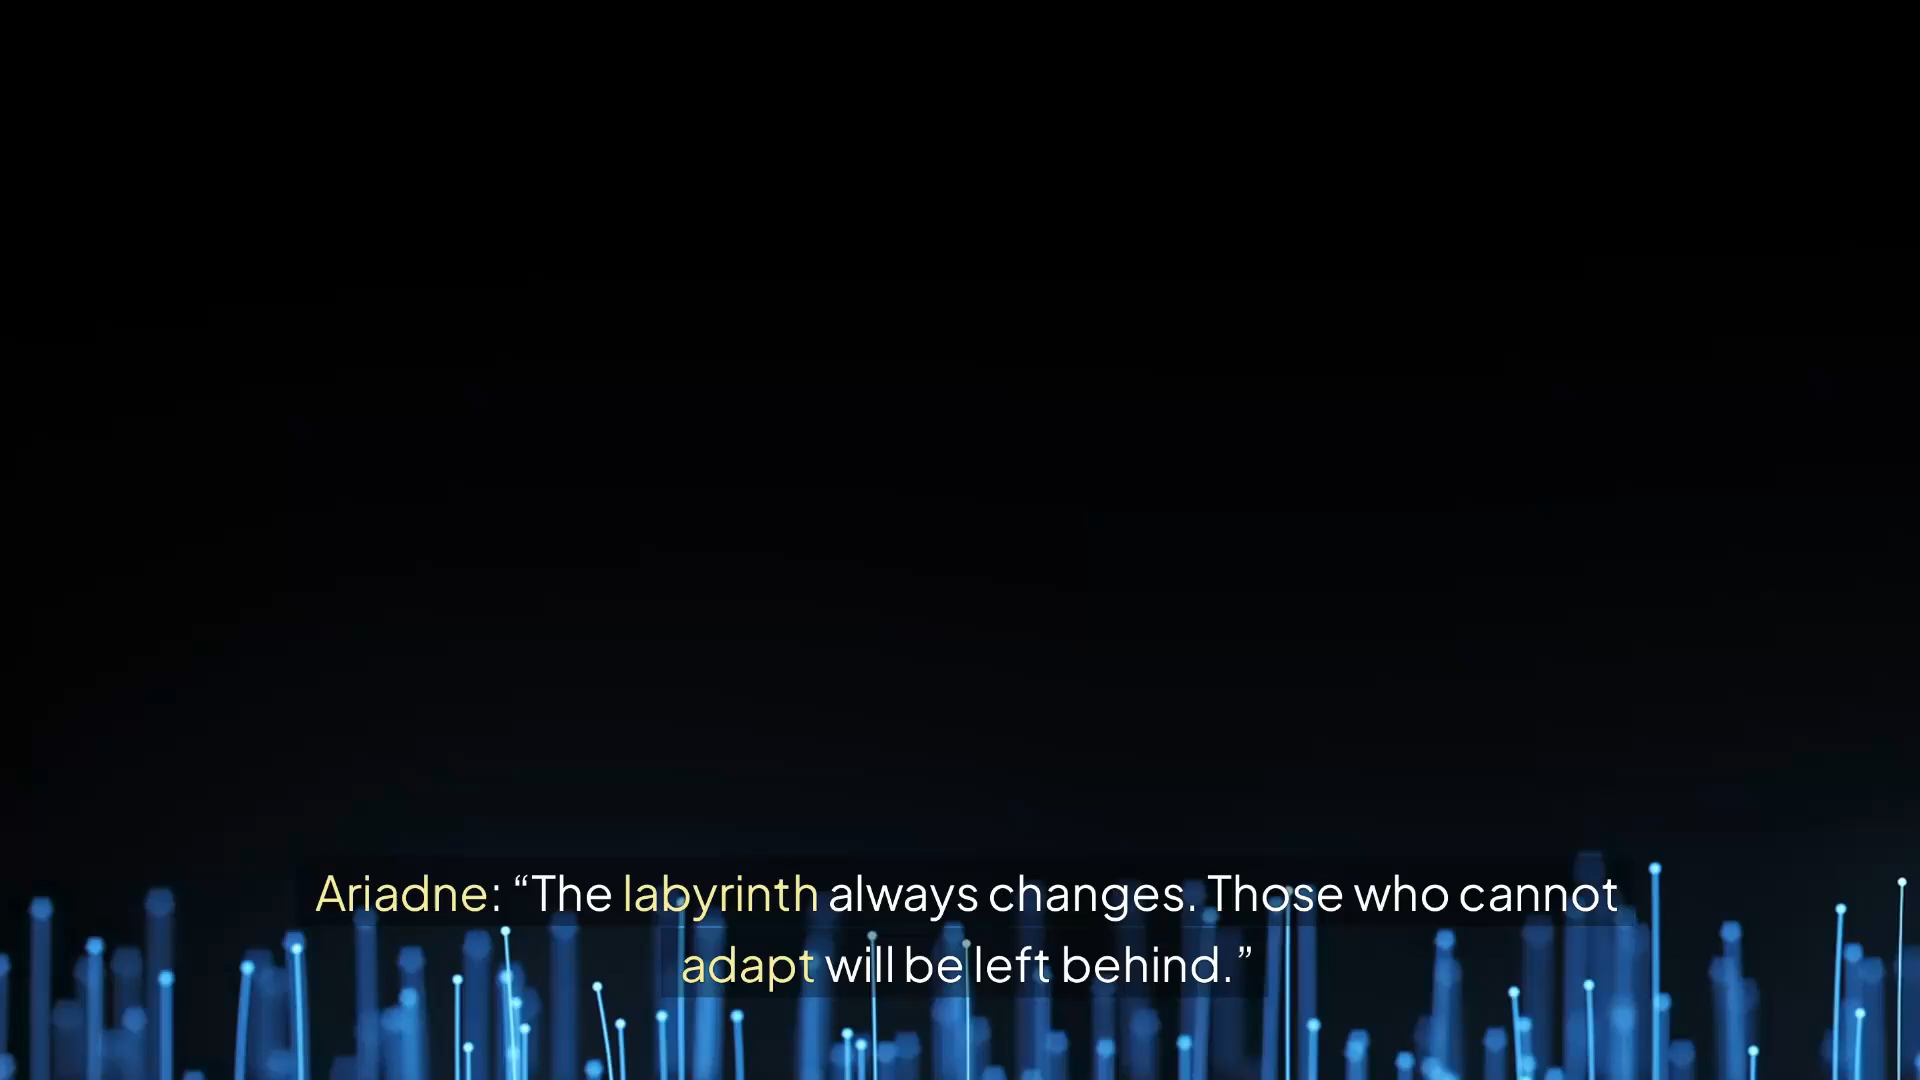 Ariadne: “The labyrinth always changes. Those who cannot
adapt will be left behind.”